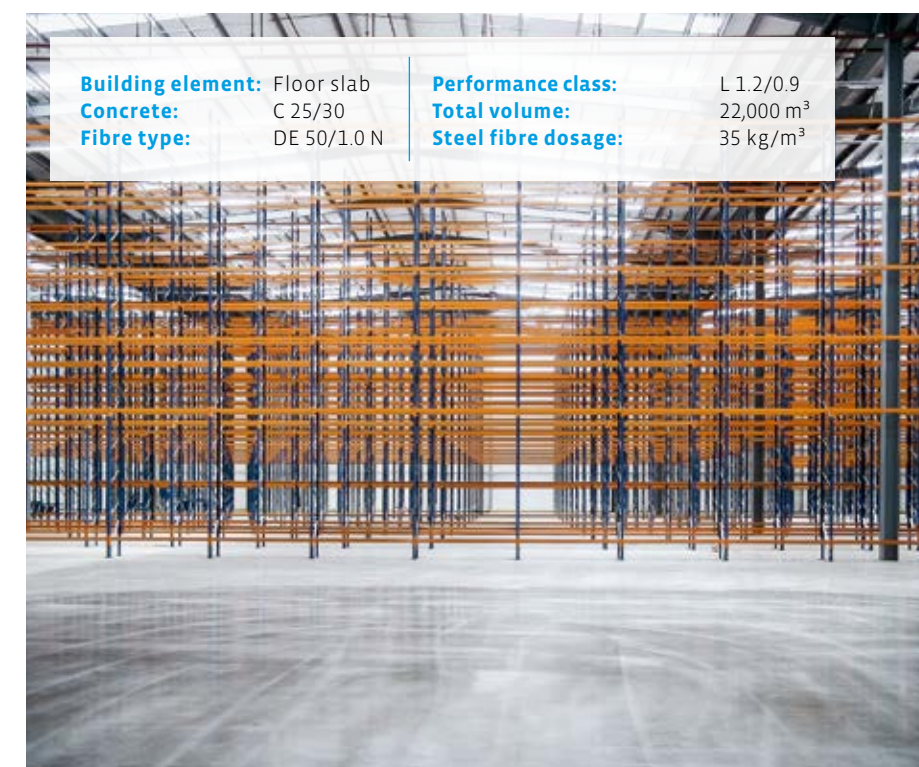 Building element: Floor slab
Concrete: C 25/30
Fibre type: DE 50/1.0 N
Performance class: L 1.2/0.9
Total volume: 22,000 m³
Steel fibre dosage: 35 kg/m³